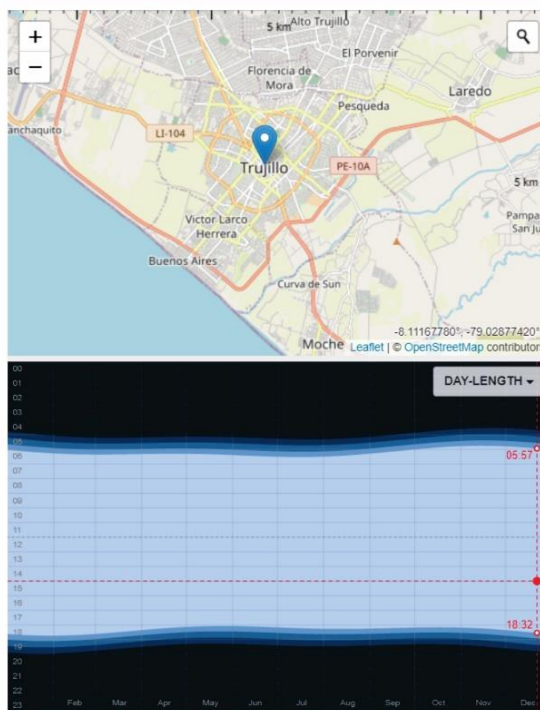 +
−
5 km
Alto Trujillo
El Porvenir
Florencia de
Mora
Laredo
Pesqueda
anchaquito
LI-104
Trujillo
PE-10A
5 km
Victor Larco
Herrera
Pampa
San Ju
Buenos Aires
Curva de Sun
-8.11167780°, -79.02877420°
Moche
Leaflet | © OpenStreetMap contributor
DAY-LENGTH
00
01
02
03
04
05
06
05:57
07
08
09
10
11
12
13
14
15
16
17
18:32
18
19
20
21
22
23
Feb Mar Apr May Jun Jul Aug Sep Oct Nov Dec